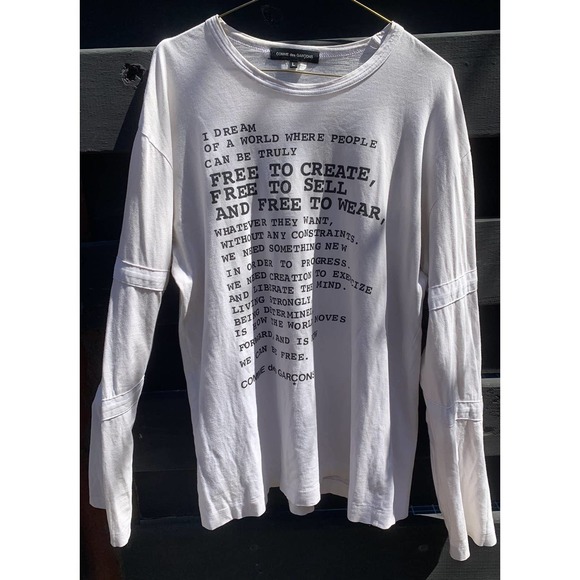 COMME des GARÇONS
L
I DREAM
OF A WORLD WHERE PEOPLE
CAN BE TRULY
FREE TO CREATE,
FREE TO SELL
AND FREE TO WEAR,
WHATEVER THEY WANT,
WITHOUT ANY CONSTRAINTS.
WE NEED SOMETHING NEW
IN ORDER TO PROGRESS,
WE NEED CREATION TO EXERCIZE
AND LIBERATE THE MIND.
LIVING STRONGLY,
BEING DETERMINED
IS HOW THE WORLD MOVES
FORWARD, AND IS HOW
WE CAN BE FREE.
COMME des GARÇONS